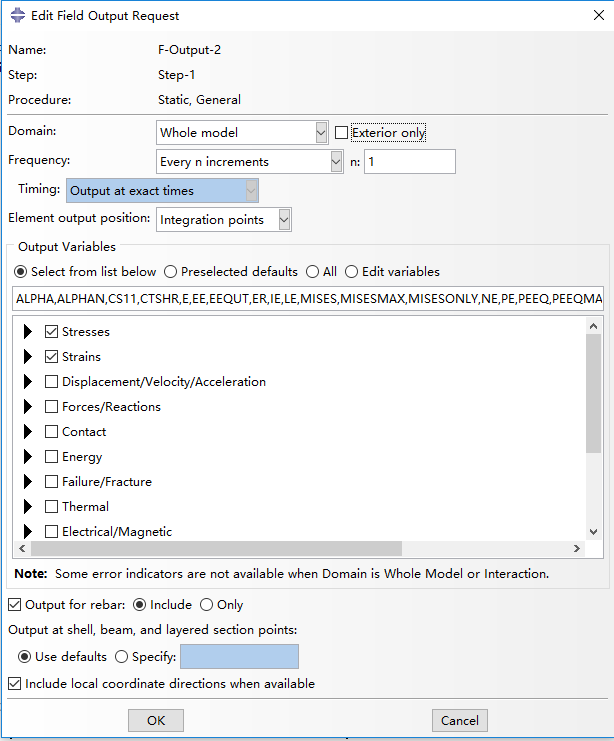 Edit Field Output Request
Name: F-Output-2
Step: Step-1
Procedure: Static, General
Domain: Whole model Exterior only
Frequency: Every n increments n: 1
Timing: Output at exact times
Element output position: Integration points
Output Variables
Select from list below Preselected defaults All Edit variables
ALPHA,ALPHAN,CS11,CTSHR,E,EE,EEQUT,ER,IE,LE,MISES,MISESMAX,MISESONLY,NE,PE,PEEQ,PEEQMA
Stresses
Strains
Displacement/Velocity/Acceleration
Forces/Reactions
Contact
Energy
Failure/Fracture
Thermal
Electrical/Magnetic
Note: Some error indicators are not available when Domain is Whole Model or Interaction.
Output for rebar: Include Only
Output at shell, beam, and layered section points:
Use defaults Specify:
Include local coordinate directions when available
OK Cancel